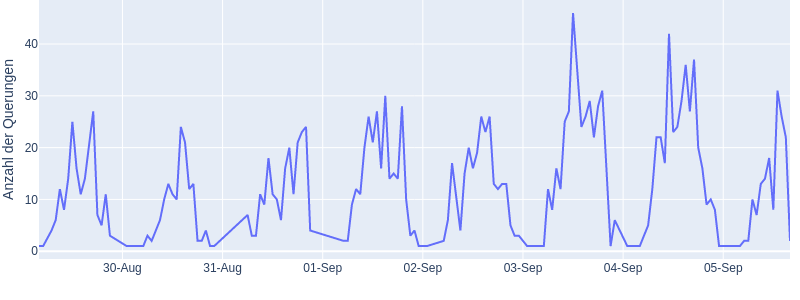 Anzahl der Querungen
40
30
20
10
0
30-Aug
31-Aug
01-Sep
02-Sep
03-Sep
04-Sep
05-Sep